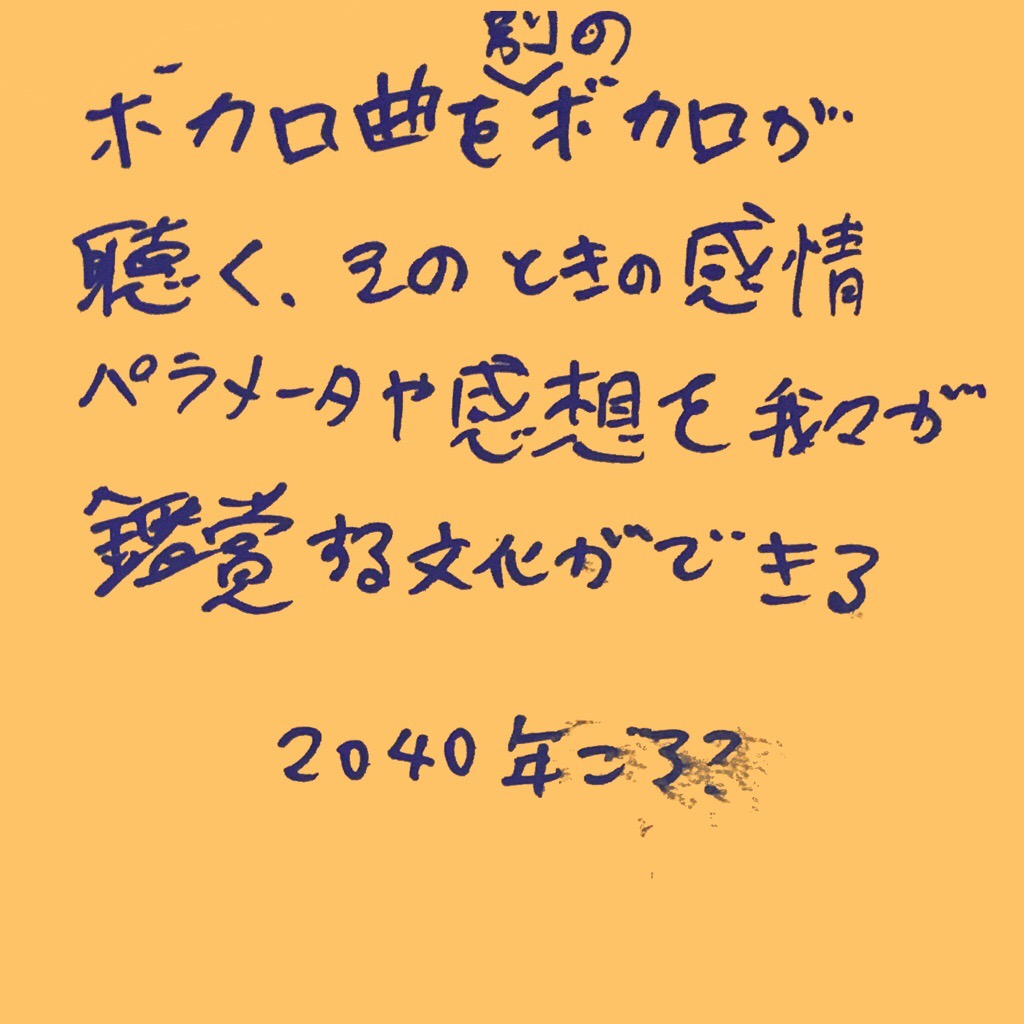 別の
ボカロ曲をボカロが
聴く、そのときの感情
パラメータや感想を我々が
鑑賞する文化ができる
2040年ごろ?